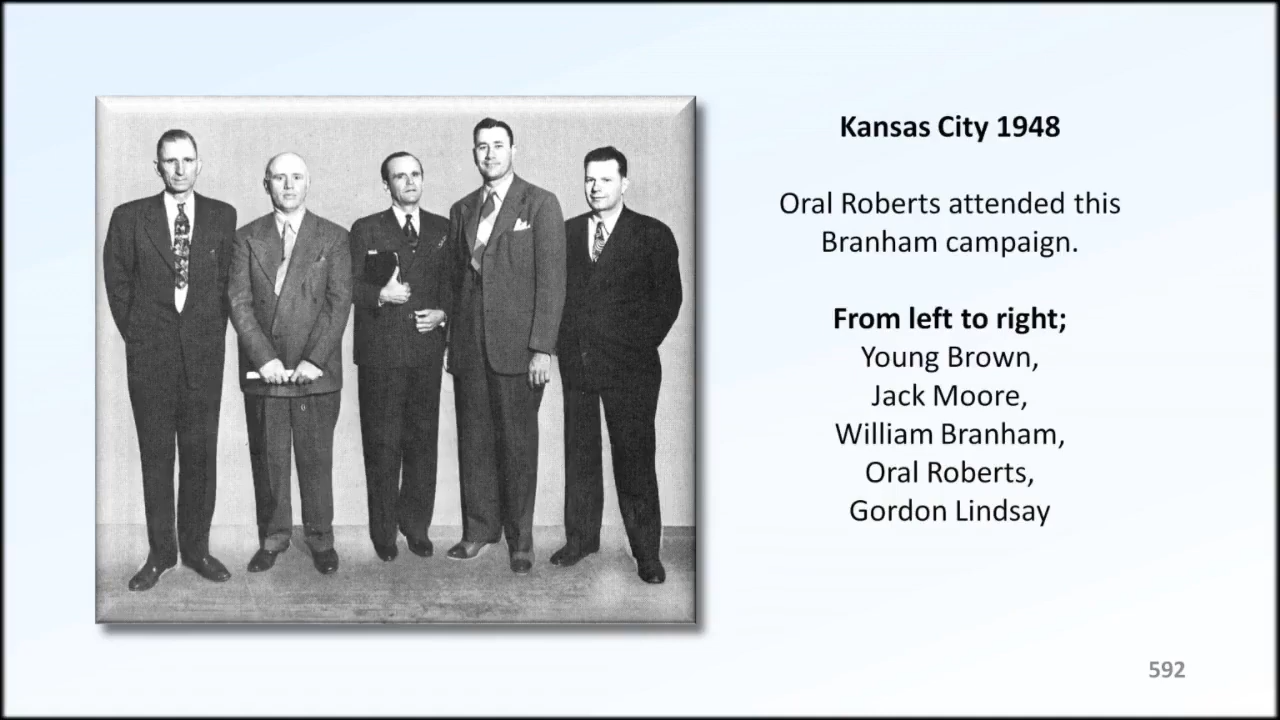 Kansas City 1948
Oral Roberts attended this
Branham campaign.
From left to right;
Young Brown,
Jack Moore,
William Branham,
Oral Roberts,
Gordon Lindsay
592